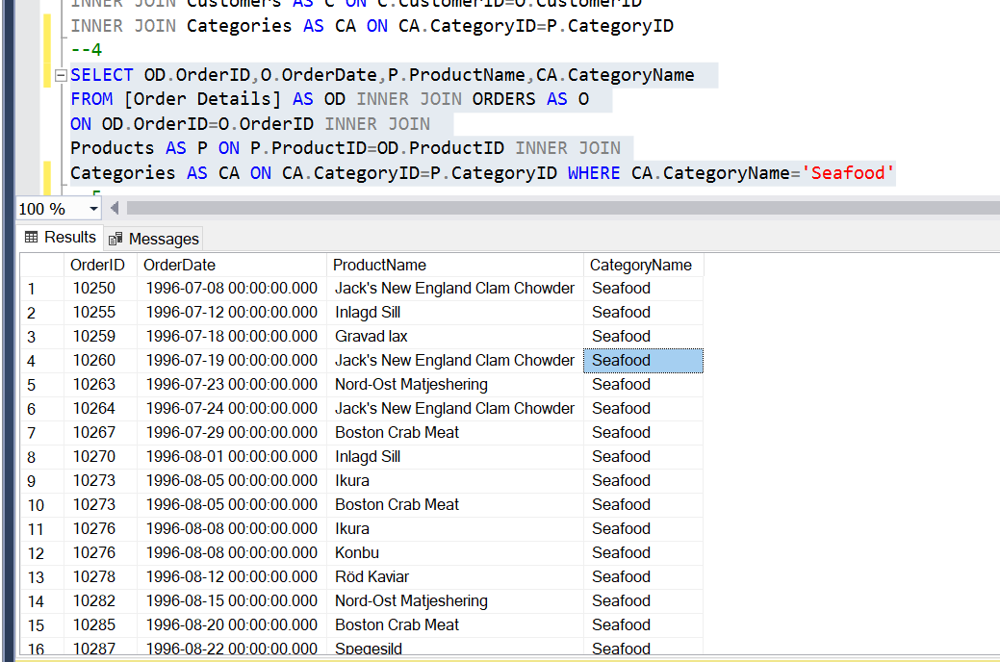 INNER JOIN Customers AS C ON C.CustomerID=O.CustomerID
INNER JOIN Categories AS CA ON CA.CategoryID=P.CategoryID
--4
SELECT OD.OrderID,O.OrderDate,P.ProductName,CA.CategoryName
FROM [Order Details] AS OD INNER JOIN ORDERS AS O
ON OD.OrderID=O.OrderID INNER JOIN
Products AS P ON P.ProductID=OD.ProductID INNER JOIN
Categories AS CA ON CA.CategoryID=P.CategoryID WHERE CA.CategoryName='Seafood'
--5
100 %
Results Messages
OrderID OrderDate ProductName CategoryName
1 10250 1996-07-08 00:00:00.000 Jack's New England Clam Chowder Seafood
2 10255 1996-07-12 00:00:00.000 Inlagd Sill Seafood
3 10259 1996-07-18 00:00:00.000 Gravad lax Seafood
4 10260 1996-07-19 00:00:00.000 Jack's New England Clam Chowder Seafood
5 10263 1996-07-23 00:00:00.000 Nord-Ost Matjeshering Seafood
6 10264 1996-07-24 00:00:00.000 Jack's New England Clam Chowder Seafood
7 10267 1996-07-29 00:00:00.000 Boston Crab Meat Seafood
8 10270 1996-08-01 00:00:00.000 Inlagd Sill Seafood
9 10273 1996-08-05 00:00:00.000 Ikura Seafood
10 10273 1996-08-05 00:00:00.000 Boston Crab Meat Seafood
11 10276 1996-08-08 00:00:00.000 Ikura Seafood
12 10276 1996-08-08 00:00:00.000 Konbu Seafood
13 10278 1996-08-12 00:00:00.000 Röd Kaviar Seafood
14 10282 1996-08-15 00:00:00.000 Nord-Ost Matjeshering Seafood
15 10285 1996-08-20 00:00:00.000 Boston Crab Meat Seafood
16 10287 1996-08-22 00:00:00.000 Spegesild Seafood